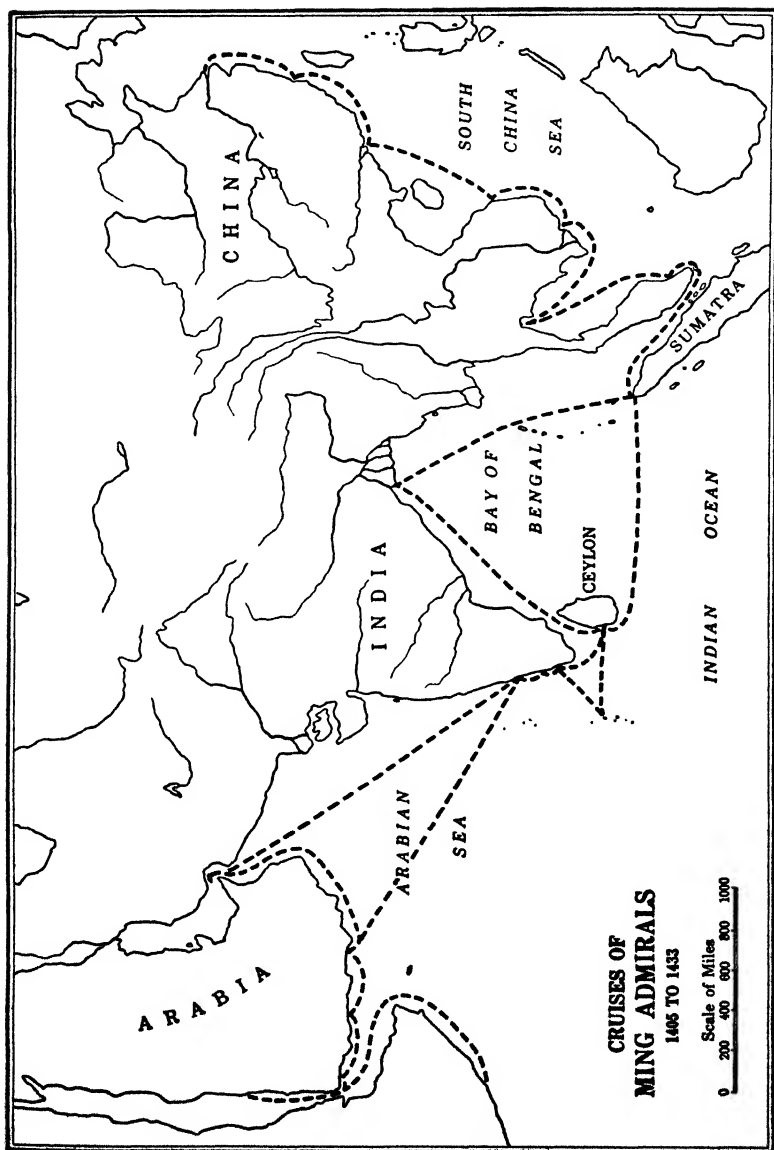 CHINA
SOUTH
CHINA
SEA
SUMATRA
BAY OF
BENGAL
INDIA
CEYLON
INDIAN OCEAN
ARABIAN
SEA
ARABIA
CRUISES OF
MING ADMIRALS
1405 TO 1433
Scale of Miles
0 200 400 600 800 1000